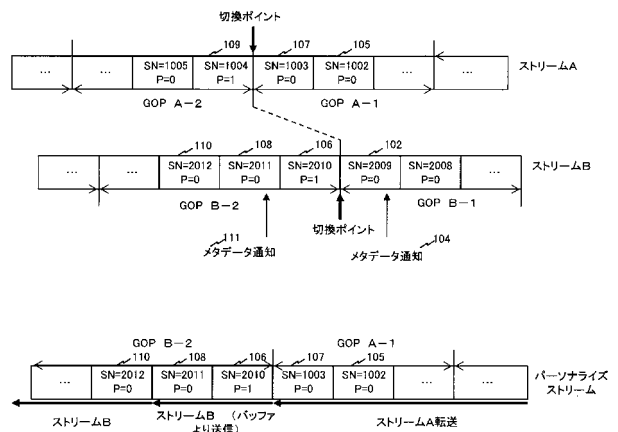 切換ポイント
109 107 105
... ... SN=1005 P=0 SN=1004 P=1 SN=1003 P=0 SN=1002 P=0 ...
ストリームA
GOP A-2 GOP A-1
110 108 106 102
... ... SN=2012 P=0 SN=2011 P=0 SN=2010 P=1 SN=2009 P=0 SN=2008 P=0 ...
ストリームB
GOP B-2 GOP B-1
切換ポイント
111 104
メタデータ通知 メタデータ通知
GOP B-2 GOP A-1
110 108 106 107 105
... SN=2012 P=0 SN=2011 P=0 SN=2010 P=1 SN=1003 P=0 SN=1002 P=0 ... ...
パーソナライズ
ストリーム
ストリームB ストリームB (バッファ
より送信) ストリームA転送